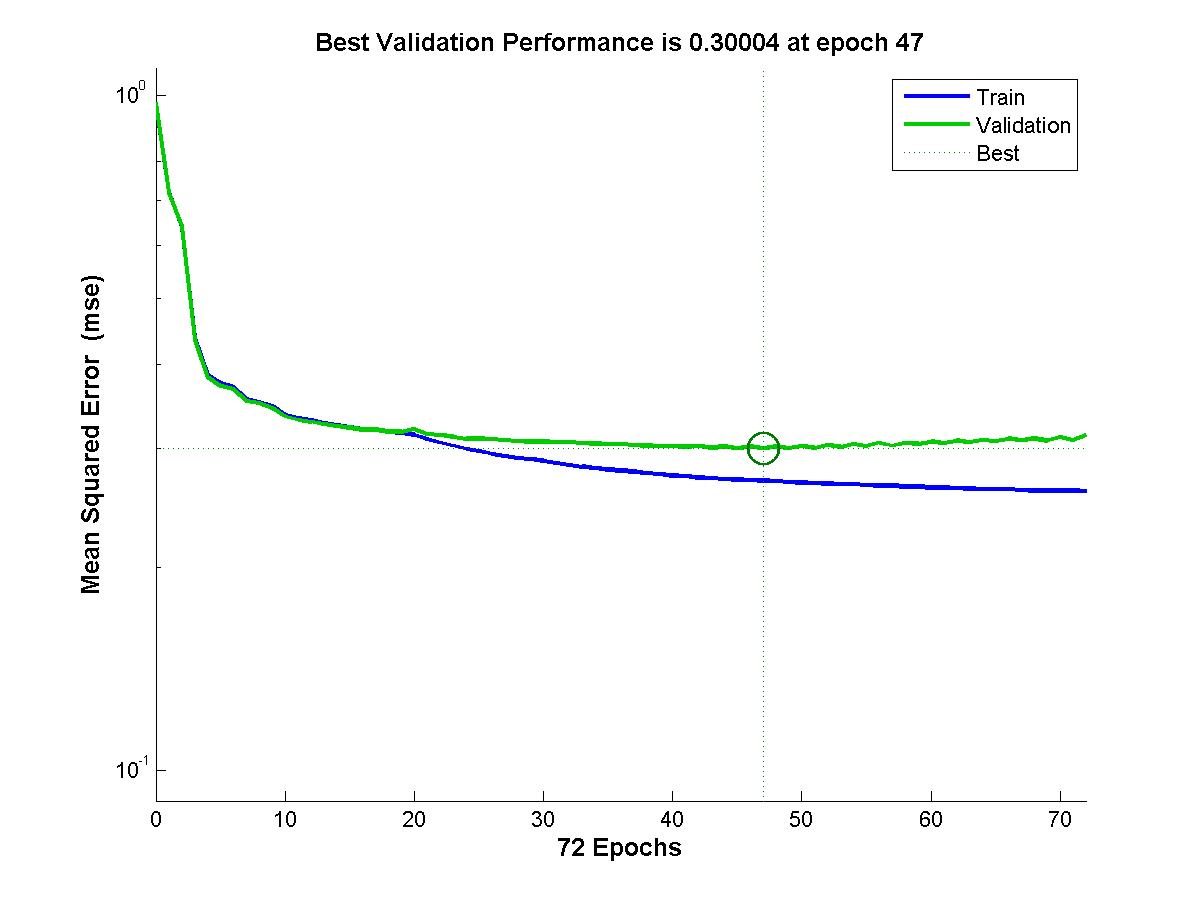 Best Validation Performance is 0.30004 at epoch 47
10^0
Train
Validation
Best
Mean Squared Error (mse)
10^-1
0 10 20 30 40 50 60 70
72 Epochs